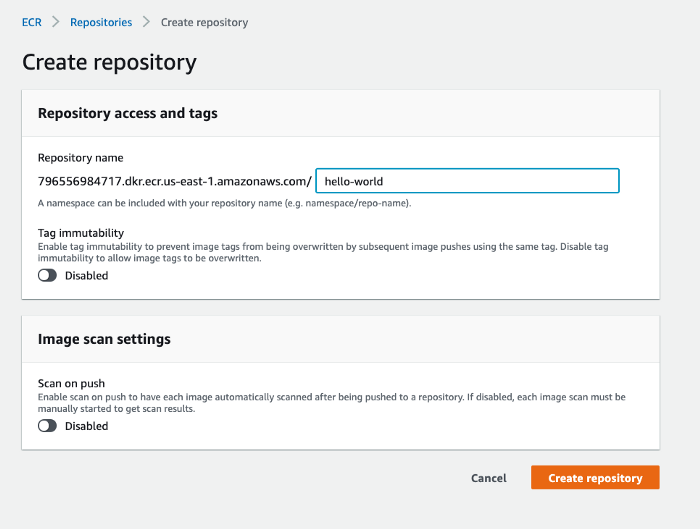 ECR > Repositories > Create repository
Create repository
Repository access and tags
Repository name
796556984717.dkr.ecr.us-east-1.amazonaws.com/ hello-world
A namespace can be included with your repository name (e.g. namespace/repo-name).
Tag immutability
Enable tag immutability to prevent image tags from being overwritten by subsequent image pushes using the same tag. Disable tag
immutability to allow image tags to be overwritten.
Disabled
Image scan settings
Scan on push
Enable scan on push to have each image automatically scanned after being pushed to a repository. If disabled, each image scan must be
manually started to get scan results.
Disabled
Cancel Create repository